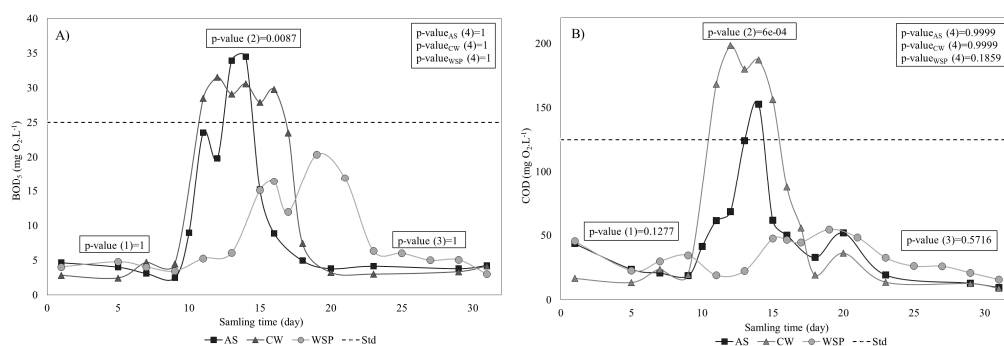 A)
p-value (2)=0.0087
p-valueAS (4)=1
p-valueCW (4)=1
p-valueWSP (4)=1
40
35
30
25
20
15
10
5
0
BOD5 (mg O2.L-1)
p-value (1)=1
p-value (3)=1
0 5 10 15 20 25 30
Samling time (day)
AS CW WSP Std
B)
p-value (2)=6e-04
p-valueAS (4)=0.9999
p-valueCW (4)=0.9999
p-valueWSP (4)=0.1859
200
150
100
50
0
COD (mg O2.L-1)
p-value (1)=0.1277
p-value (3)=0.5716
0 5 10 15 20 25 30
Samling time (day)
AS CW WSP Std